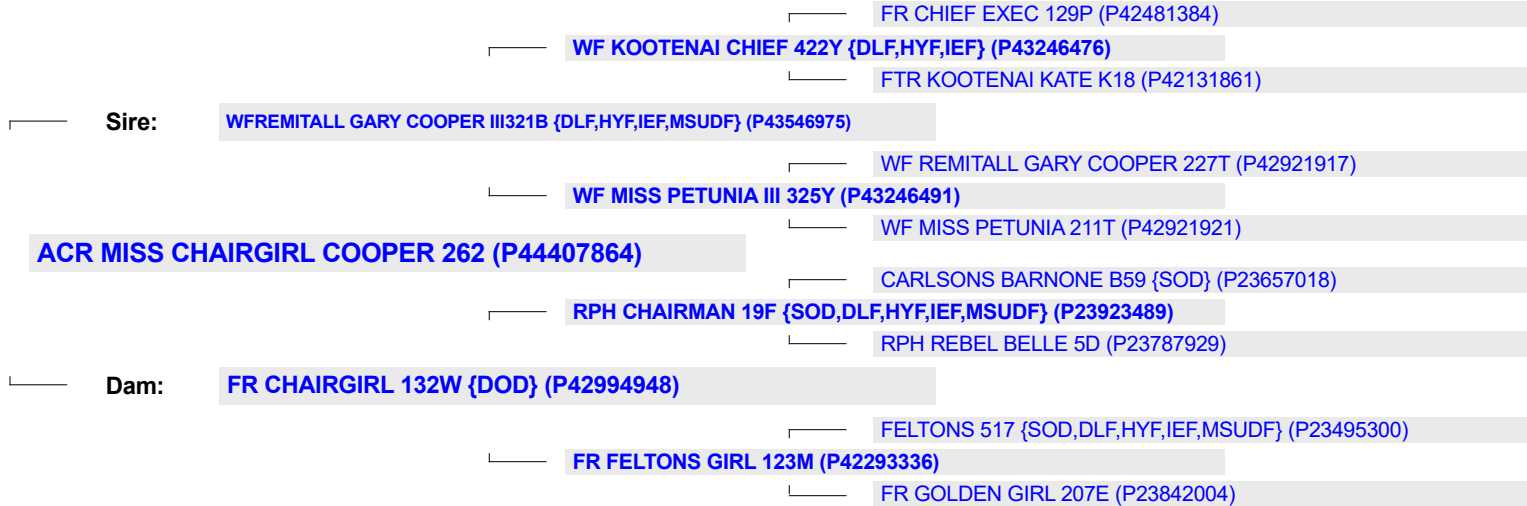 FR CHIEF EXEC 129P (P42481384)
WF KOOTENAI CHIEF 422Y {DLF,HYF,IEF} (P43246476)
FTR KOOTENAI KATE K18 (P42131861)
Sire: WFREMITALL GARY COOPER III321B {DLF,HYF,IEF,MSUDF} (P43546975)
WF REMITALL GARY COOPER 227T (P42921917)
WF MISS PETUNIA III 325Y (P43246491)
WF MISS PETUNIA 211T (P42921921)
ACR MISS CHAIRGIRL COOPER 262 (P44407864)
CARLSONS BARNONE B59 {SOD} (P23657018)
RPH CHAIRMAN 19F {SOD,DLF,HYF,IEF,MSUDF} (P23923489)
RPH REBEL BELLE 5D (P23787929)
Dam: FR CHAIRGIRL 132W {DOD} (P42994948)
FELTONS 517 {SOD,DLF,HYF,IEF,MSUDF} (P23495300)
FR FELTONS GIRL 123M (P42293336)
FR GOLDEN GIRL 207E (P23842004)